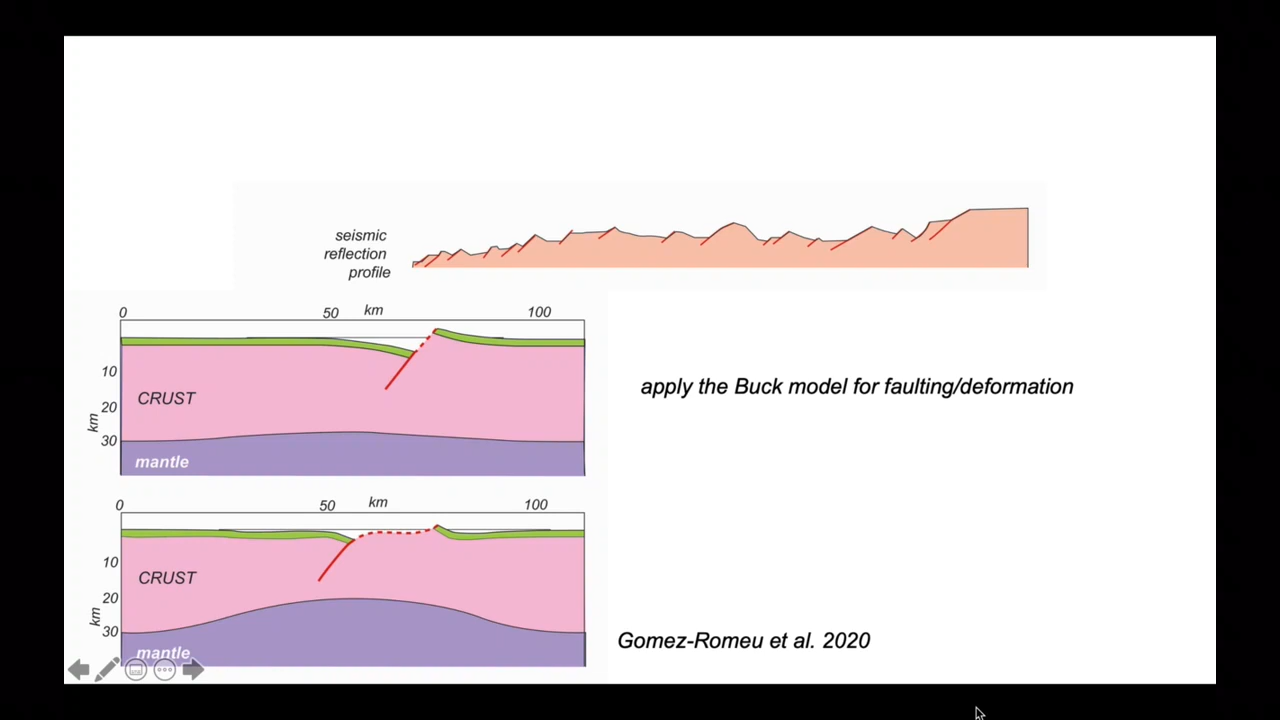 seismic
reflection
profile
0 50 km 100
apply the Buck model for faulting/deformation
10
CRUST
20
km
30
mantle
0 50 km 100
10
CRUST
20
km
30
mantle
Gomez-Romeu et al. 2020